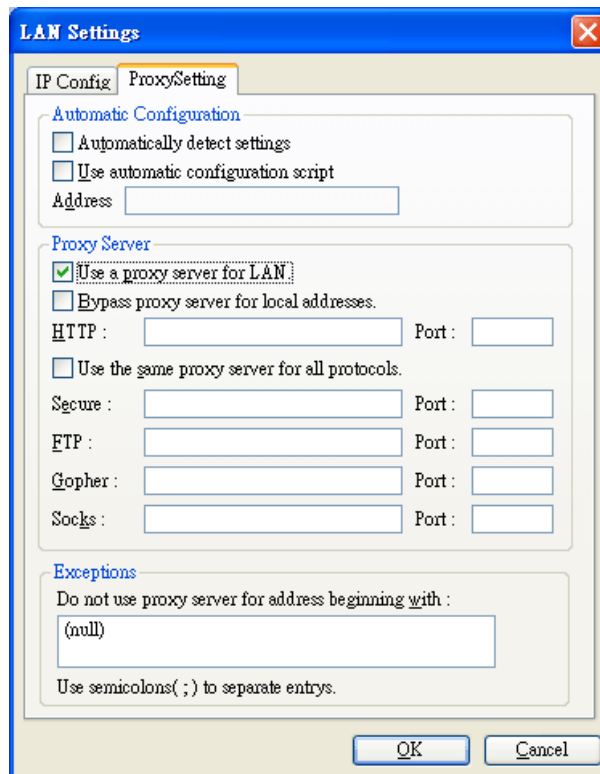 LAN Settings
IP Config ProxySetting
Automatic Configuration
Automatically detect settings
Use automatic configuration script
Address
Proxy Server
Use a proxy server for LAN.
Bypass proxy server for local addresses.
HTTP : Port :
Use the same proxy server for all protocols.
Secure : Port :
FTP : Port :
Gopher : Port :
Socks : Port :
Exceptions
Do not use proxy server for address beginning with :
(null)
Use semicolons( ; ) to separate entrys.
OK Cancel